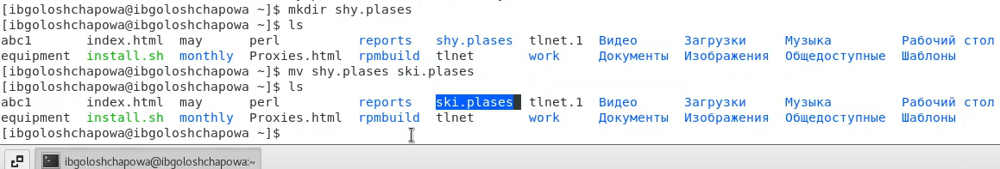 [ibgoloshchapowa@ibgoloshchapowa ~]$ mkdir shy.plases
[ibgoloshchapowa@ibgoloshchapowa ~]$ ls
abc1 index.html may perl reports shy.plases tlnet.1 Видео Загрузки Музыка Рабочий стол
equipment install.sh monthly Proxies.html rpmbuild tlnet work Документы Изображения Общедоступные Шаблоны
[ibgoloshchapowa@ibgoloshchapowa ~]$ mv shy.plases ski.plases
[ibgoloshchapowa@ibgoloshchapowa ~]$ ls
abc1 index.html may perl reports ski.plases tlnet.1 Видео Загрузки Музыка Рабочий стол
equipment install.sh monthly Proxies.html rpmbuild tlnet work Документы Изображения Общедоступные Шаблоны
[ibgoloshchapowa@ibgoloshchapowa ~]$
ibgoloshchapowa@ibgoloshchapowa:~